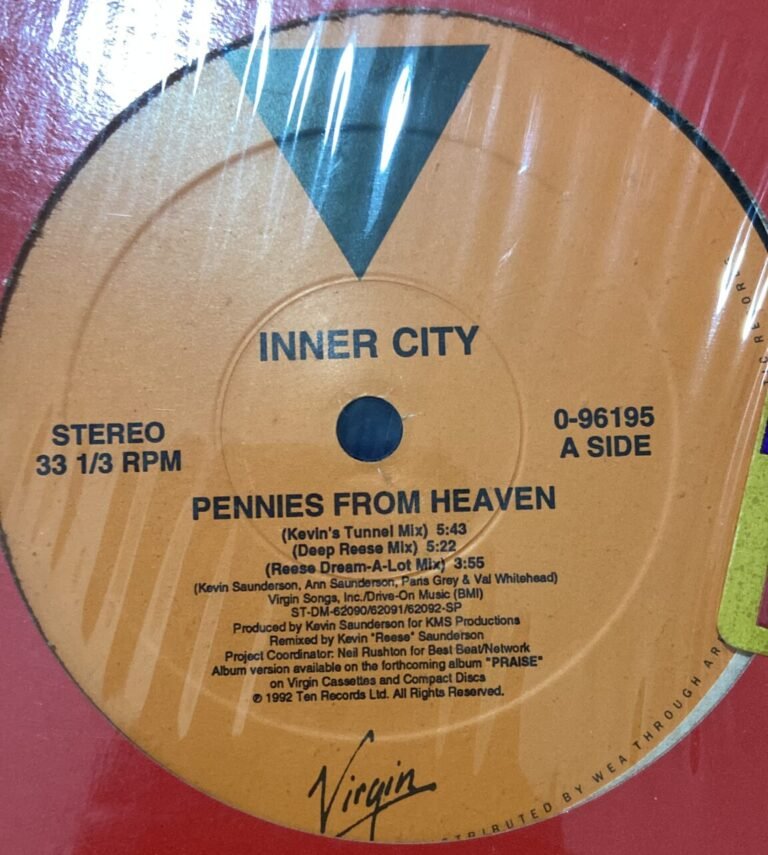 INNER CITY
STEREO
33 1/3 RPM
0-96195
A SIDE
PENNIES FROM HEAVEN
(Kevin's Tunnel Mix) 5:43
(Deep Reese Mix) 5:22
(Reese Dream-A-Lot Mix) 3:55
(Kevin Saunderson, Ann Saunderson, Paris Grey & Val Whitehead)
Virgin Songs, Inc./Drive-On Music (BMI)
ST-DM-62090/62091/62092-SP
Produced by Kevin Saunderson for KMS Productions
Remixed by Kevin "Reese" Saunderson
Project Coordinator: Neil Rushton for Best Beat/Network
Album version available on the forthcoming album "PRAISE"
on Virgin Cassettes and Compact Discs
℗ 1992 Ten Records Ltd. All Rights Reserved.
Virgin
BY WEA THROUGH